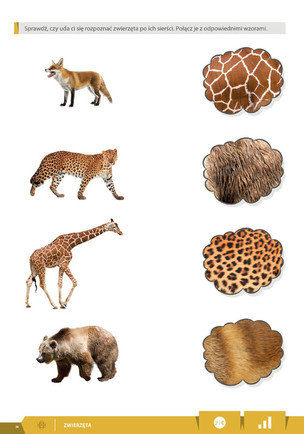 Sprawdź, czy uda ci się rozpoznać zwierzęta po ich sierści. Połącz je z odpowiednimi wzorami.
ZWIERZĘTA